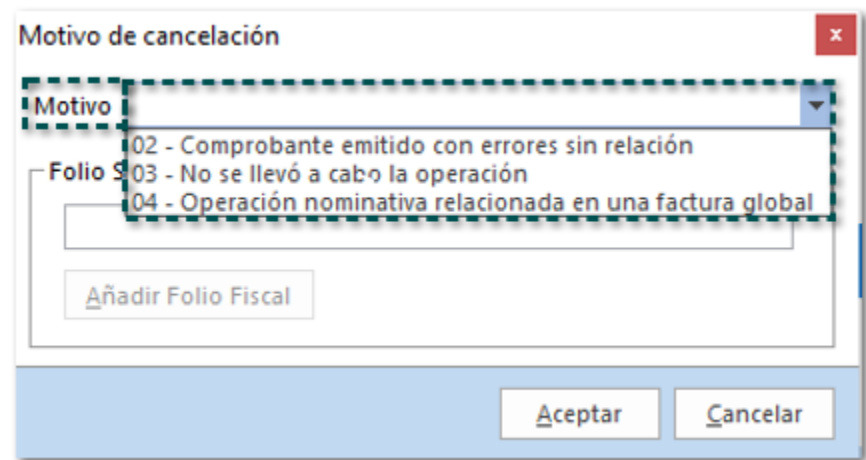 Motivo de cancelación
x
Motivo
02 - Comprobante emitido con errores sin relación
Folio S
03 - No se llevó a cabo la operación
04 - Operación nominativa relacionada en una factura global
Añadir Folio Fiscal
Aceptar
Cancelar